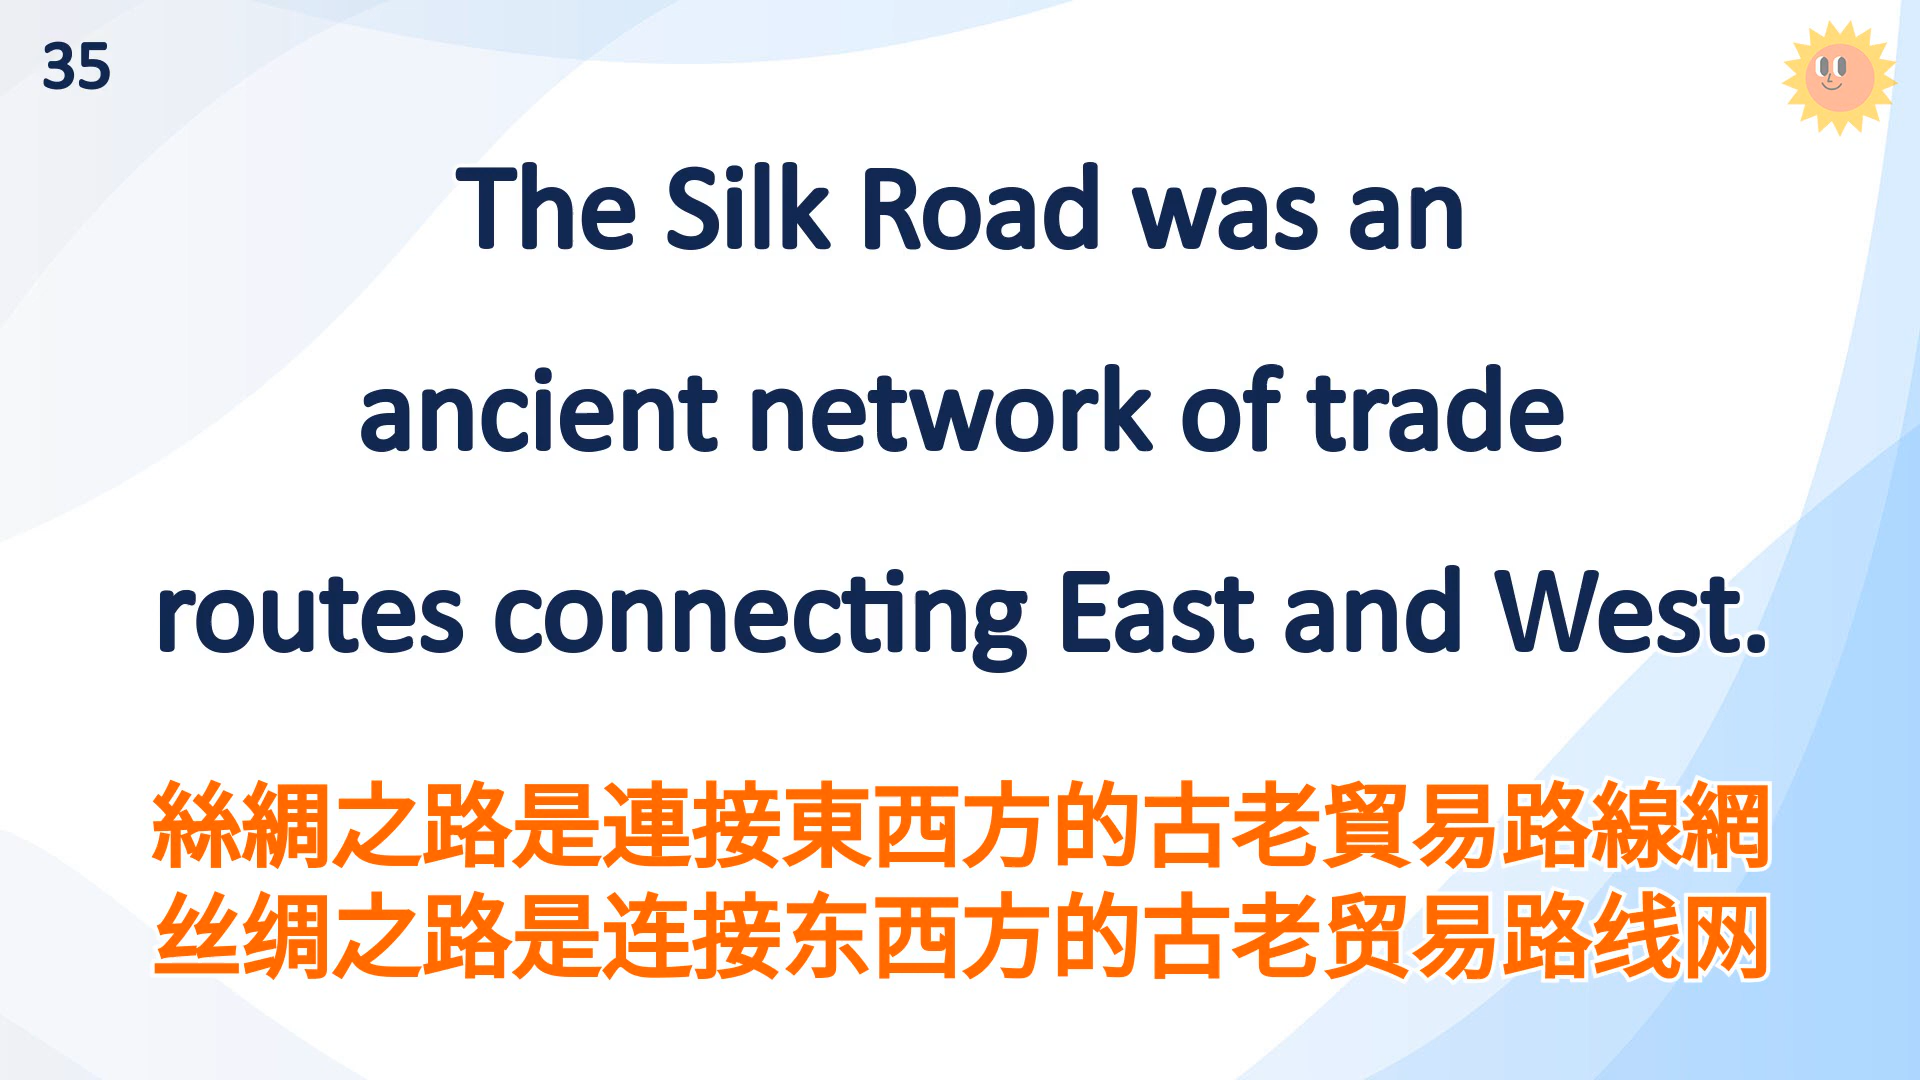 35
The Silk Road was an
ancient network of trade
routes connecting East and West.
絲綢之路是連接東西方的古老貿易路線網
丝绸之路是连接东西方的古老贸易路线网